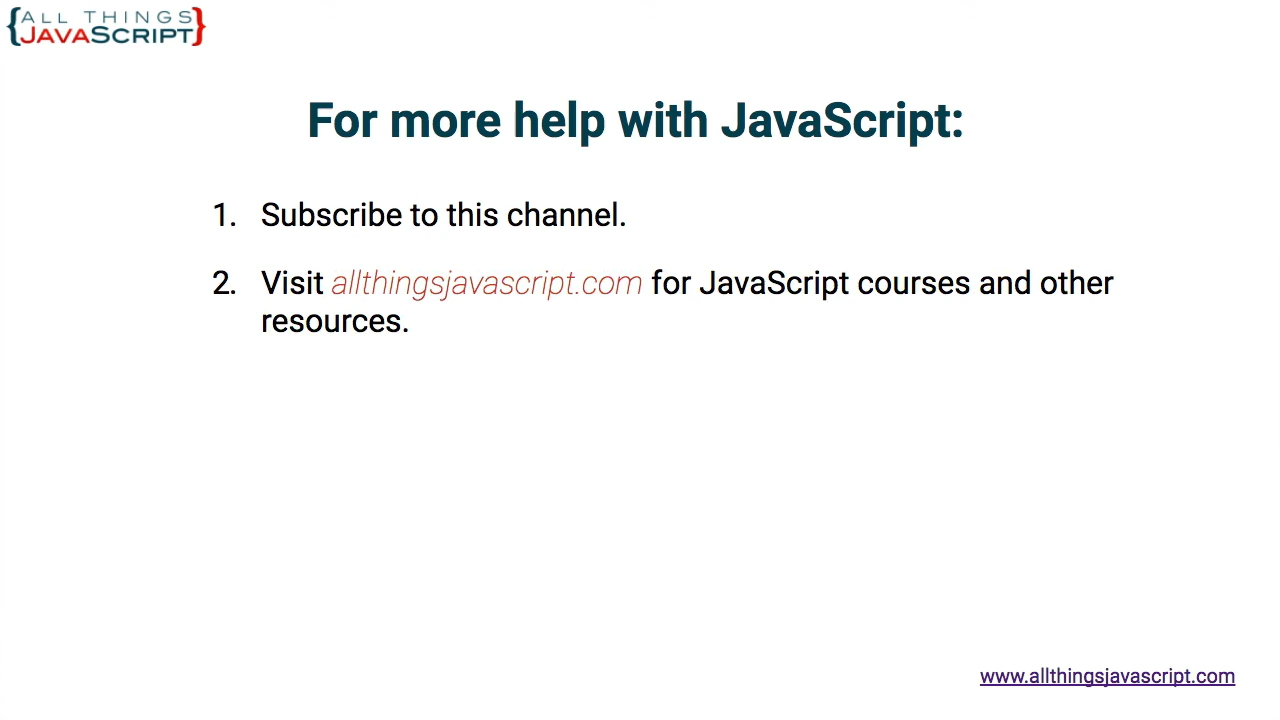 {ALL THINGS
JAVASCRIPT}
For more help with JavaScript:
1. Subscribe to this channel.
2. Visit allthingsjavascript.com for JavaScript courses and other
resources.
www.allthingsjavascript.com